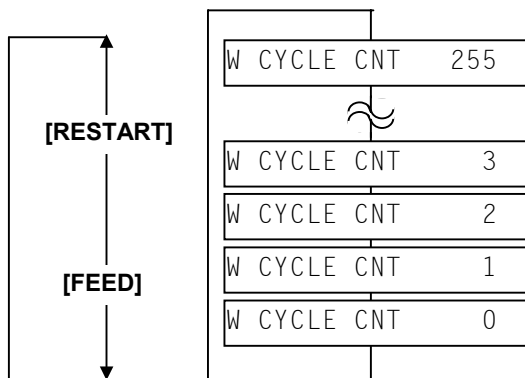 W CYCLE CNT 255
[RESTART]
W CYCLE CNT 3
W CYCLE CNT 2
W CYCLE CNT 1
[FEED]
W CYCLE CNT 0